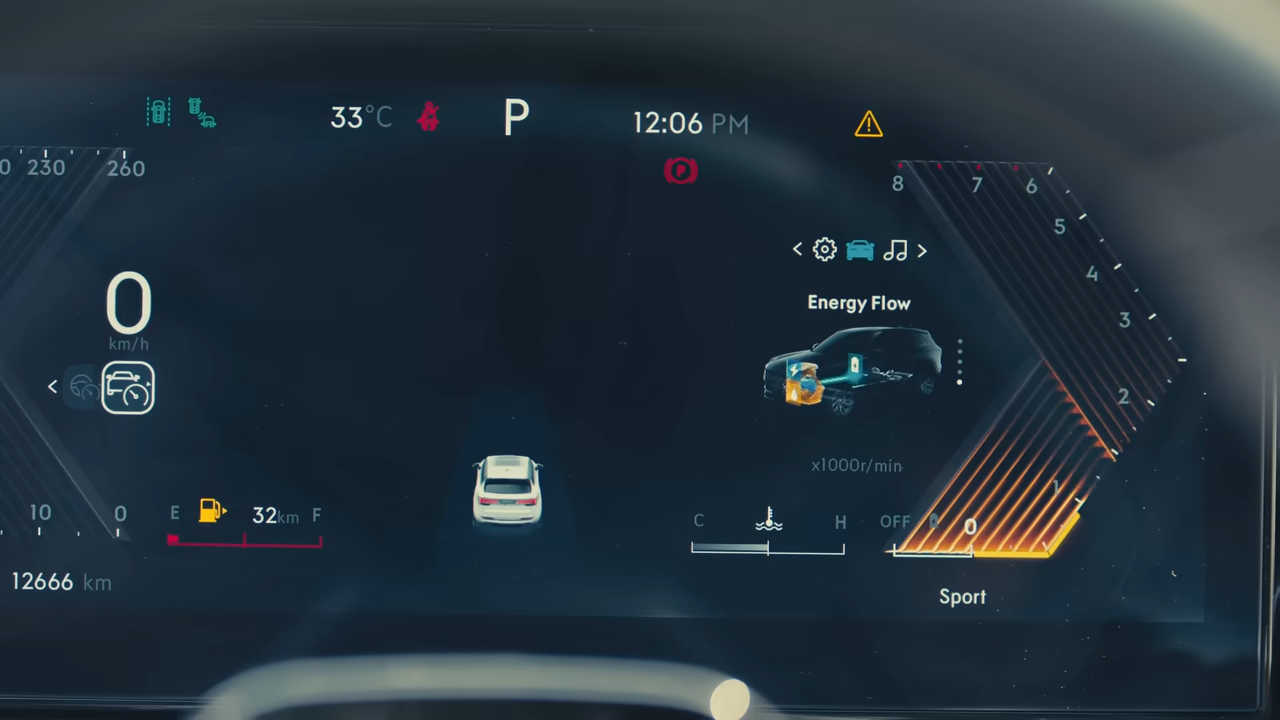 33°C
P
12:06 PM
P
0 230 260
8 7 6
5
4
3
2
1
0
km/h
Energy Flow
x1000r/min
10 0
E 32km F
C H
OFF 0
12666 km
Sport